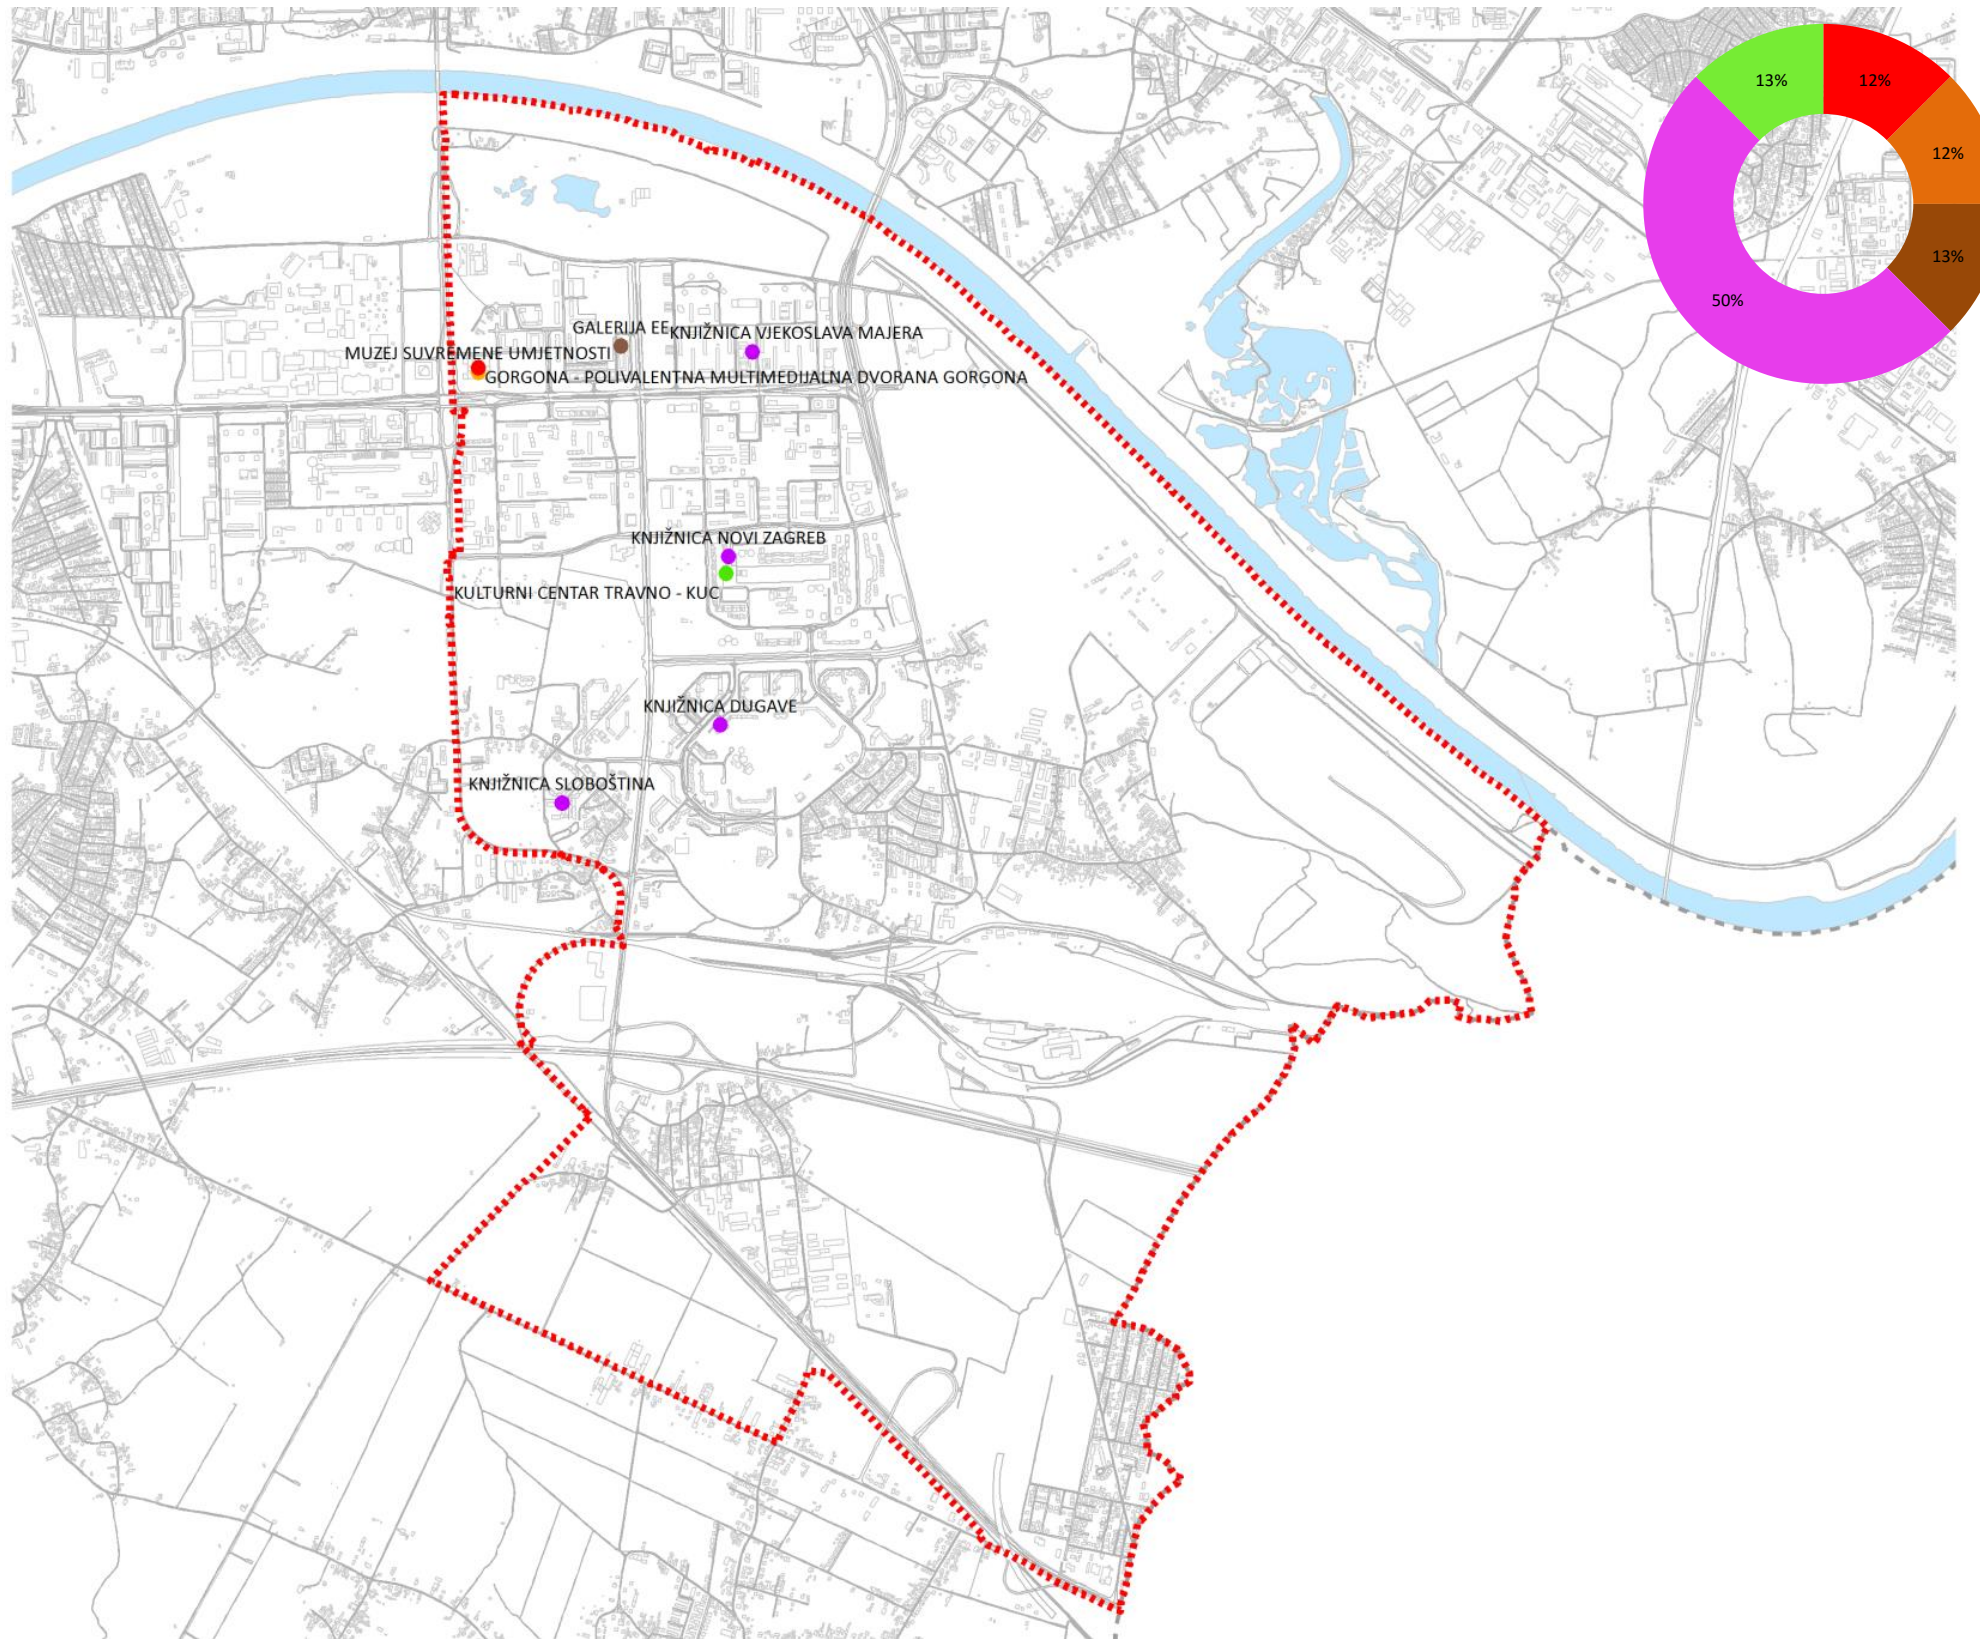 13%
12%
12%
13%
50%
GALERIJA EE
KNJIŽNICA VJEKOSLAVA MAJERA
MUZEJ SUVREMENE UMJETNOSTI
GORGONA - POLIVALENTNA MULTIMEDIJALNA DVORANA GORGONA
KNJIŽNICA NOVI ZAGREB
KULTURNI CENTAR TRAVNO - KUC
KNJIŽNICA DUGAVE
KNJIŽNICA SLOBOŠTINA